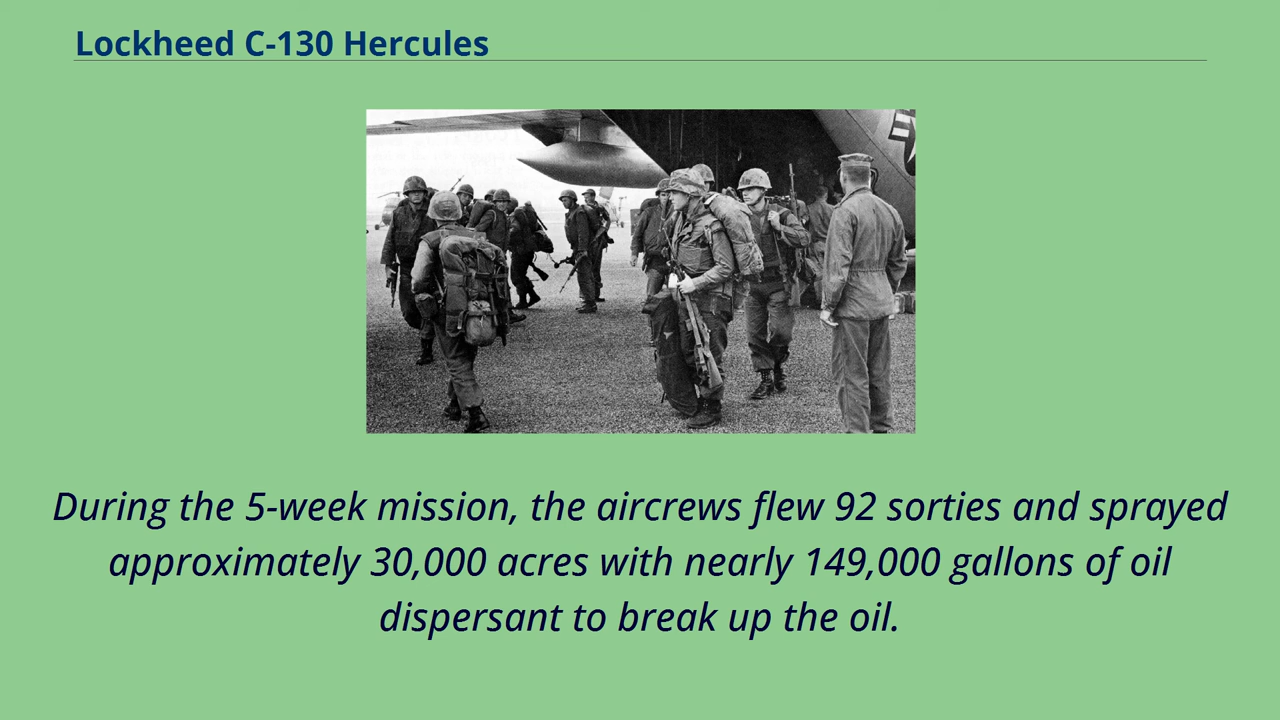 Lockheed C-130 Hercules
During the 5-week mission, the aircrews flew 92 sorties and sprayed
approximately 30,000 acres with nearly 149,000 gallons of oil
dispersant to break up the oil.